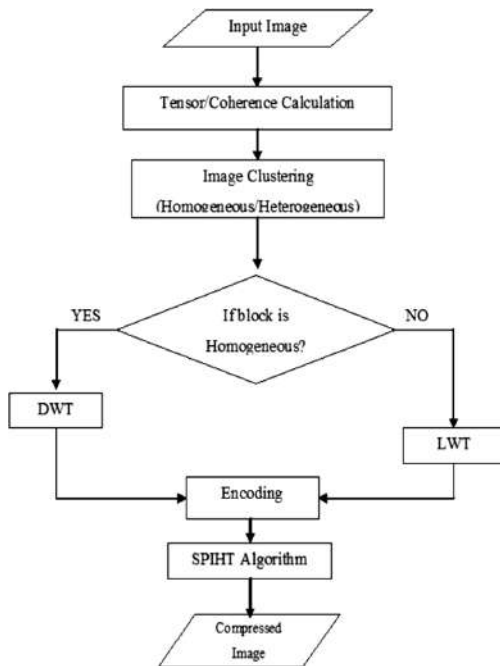 Input Image
Tensor/Coherence Calculation
Image Clustering
(Homogeneous/Heterogeneous)
If block is
Homogeneous?
YES
NO
DWT
LWT
Encoding
SPIHT Algorithm
Compressed
Image